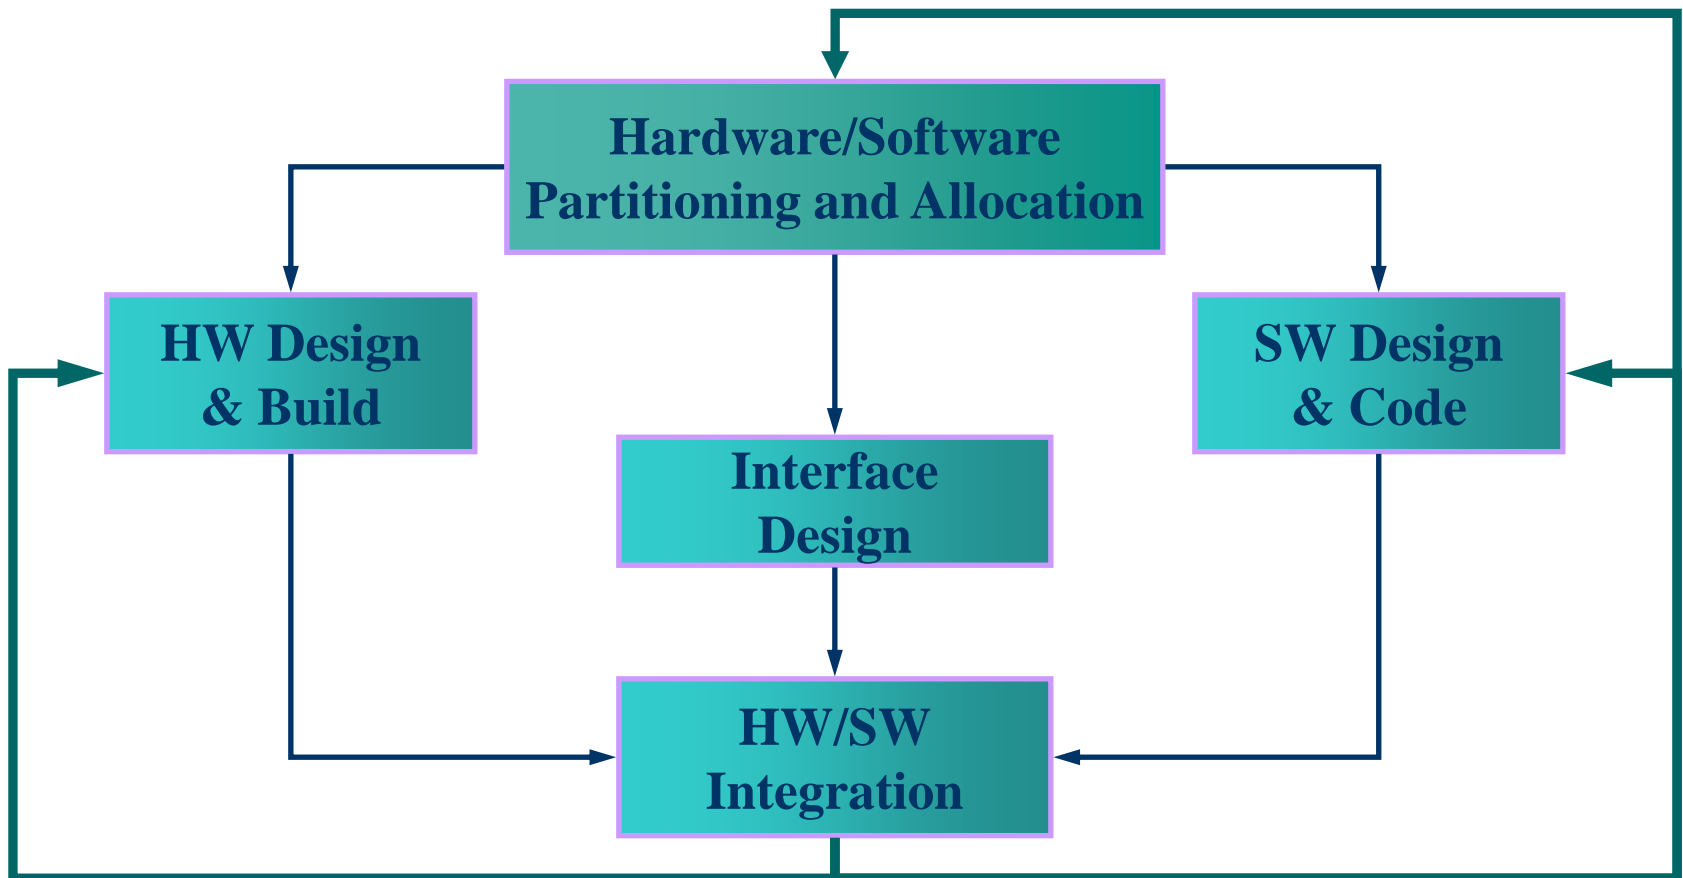 Hardware/Software
Partitioning and Allocation
HW Design
& Build
SW Design
& Code
Interface
Design
HW/SW
Integration